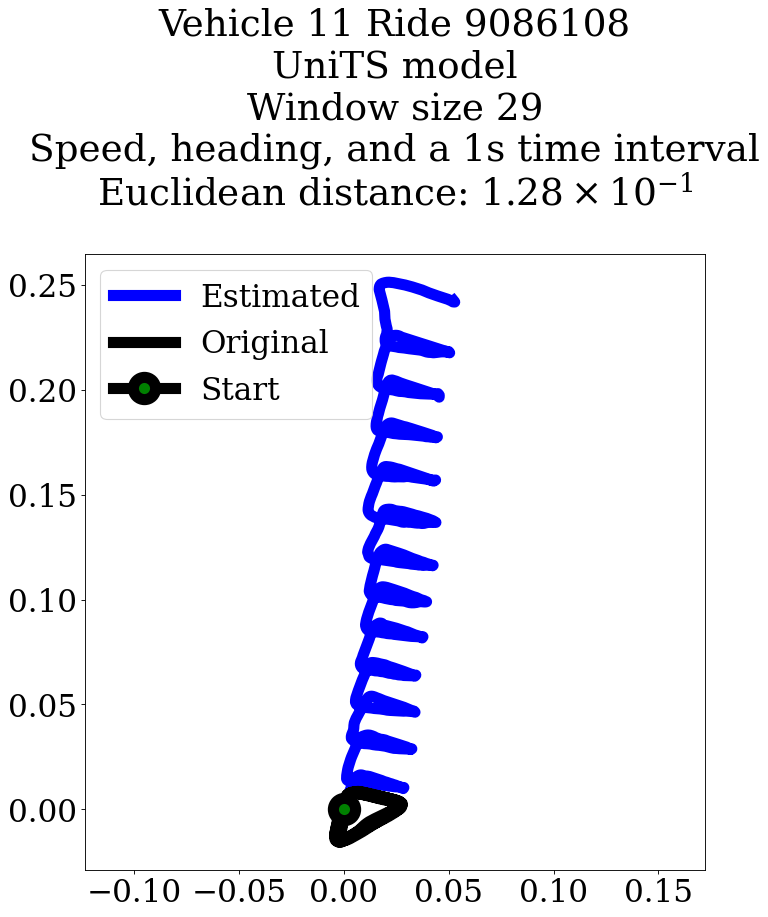 Vehicle 11 Ride 9086108
UniTS model
Window size 29
Speed, heading, and a 1s time interval
Euclidean distance: 1.28 × 10⁻¹
Estimated
Original
Start
0.25
0.20
0.15
0.10
0.05
0.00
−0.10 −0.05 0.00 0.05 0.10 0.15